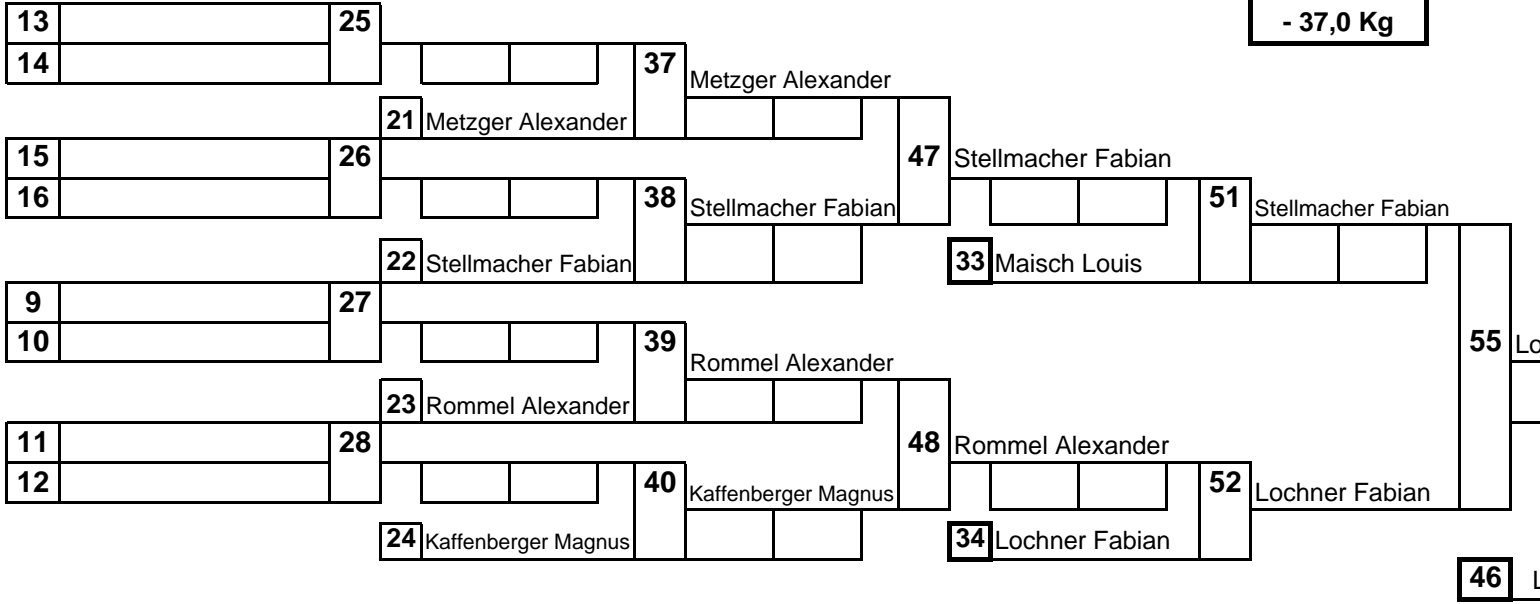 13 25 - 37,0 Kg
14 37 Metzger Alexander
21 Metzger Alexander
15 26 47 Stellmacher Fabian
16 38 Stellmacher Fabian 51 Stellmacher Fabian
22 Stellmacher Fabian 33 Maisch Louis
9 27
10 39 Rommel Alexander 55 Lo
23 Rommel Alexander
11 28 48 Rommel Alexander
12 40 Kaffenberger Magnus 52 Lochner Fabian
24 Kaffenberger Magnus 34 Lochner Fabian
46